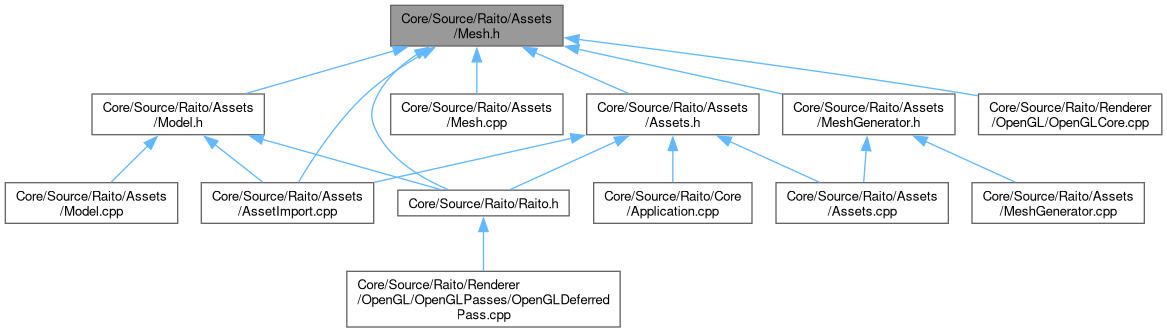 Core/Source/Raito/Assets
/Mesh.h
Core/Source/Raito/Assets
/Model.h
Core/Source/Raito/Assets
/Mesh.cpp
Core/Source/Raito/Assets
/Assets.h
Core/Source/Raito/Assets
/MeshGenerator.h
Core/Source/Raito/Renderer
/OpenGL/OpenGLCore.cpp
Core/Source/Raito/Assets
/Model.cpp
Core/Source/Raito/Assets
/AssetImport.cpp
Core/Source/Raito/Raito.h
Core/Source/Raito/Core
/Application.cpp
Core/Source/Raito/Assets
/Assets.cpp
Core/Source/Raito/Assets
/MeshGenerator.cpp
Core/Source/Raito/Renderer
/OpenGL/OpenGLPasses/OpenGLDeferred
Pass.cpp